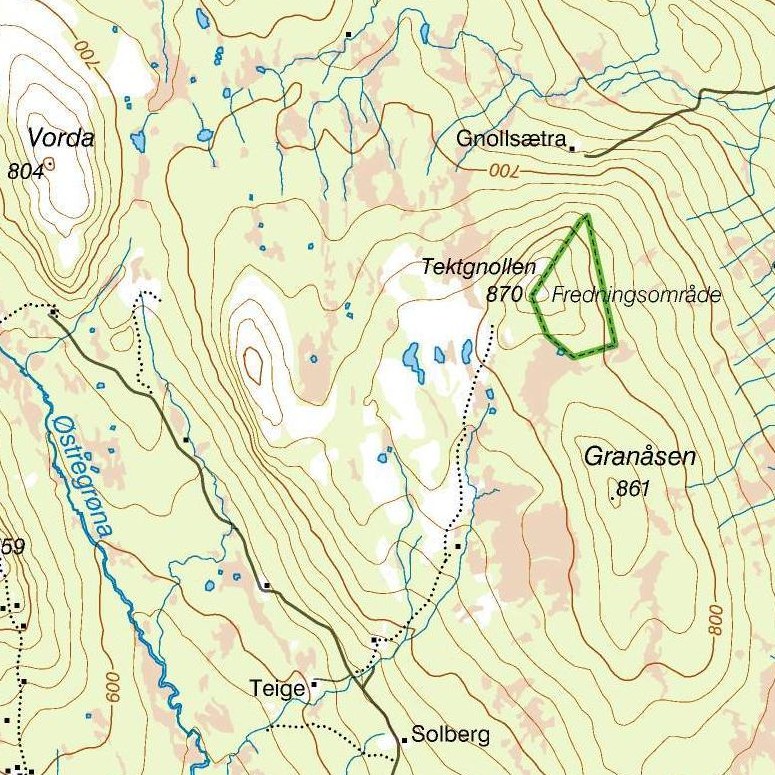 700
Vorda
804
Gnollsætra
700
Tektgnollen
870
Fredningsområde
Østregrøna
Granåsen
861
59
800
600
Teige
Solberg